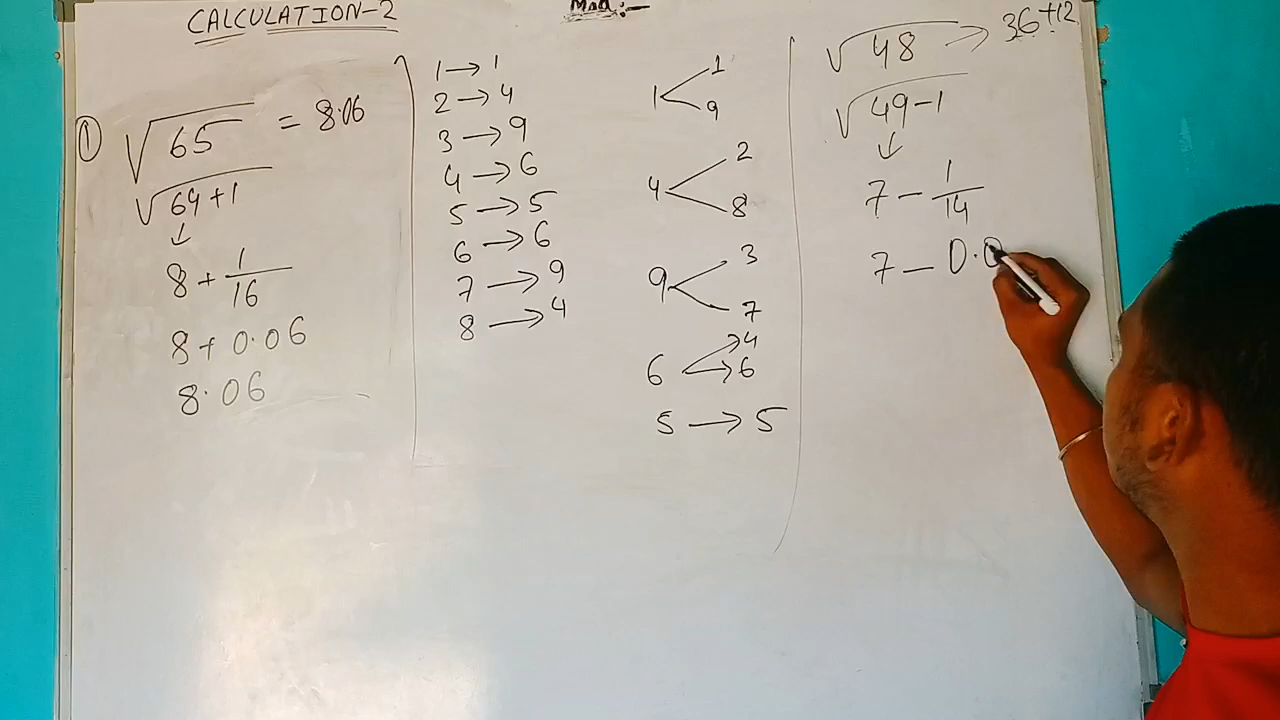 CALCULATION-2
① √65 = 8.06
√64+1
↓
8 + 1/16
8 + 0.06
8.06
1 → 1
2 → 4
3 → 9
4 → 6
5 → 5
6 → 6
7 → 9
8 → 4
1 < 1
9
4 < 2
8
9 < 3
7
6 → 4
→ 6
5 → 5
√48 → 36+12
√49-1
↓
7 - 1/14
7 - 0.0